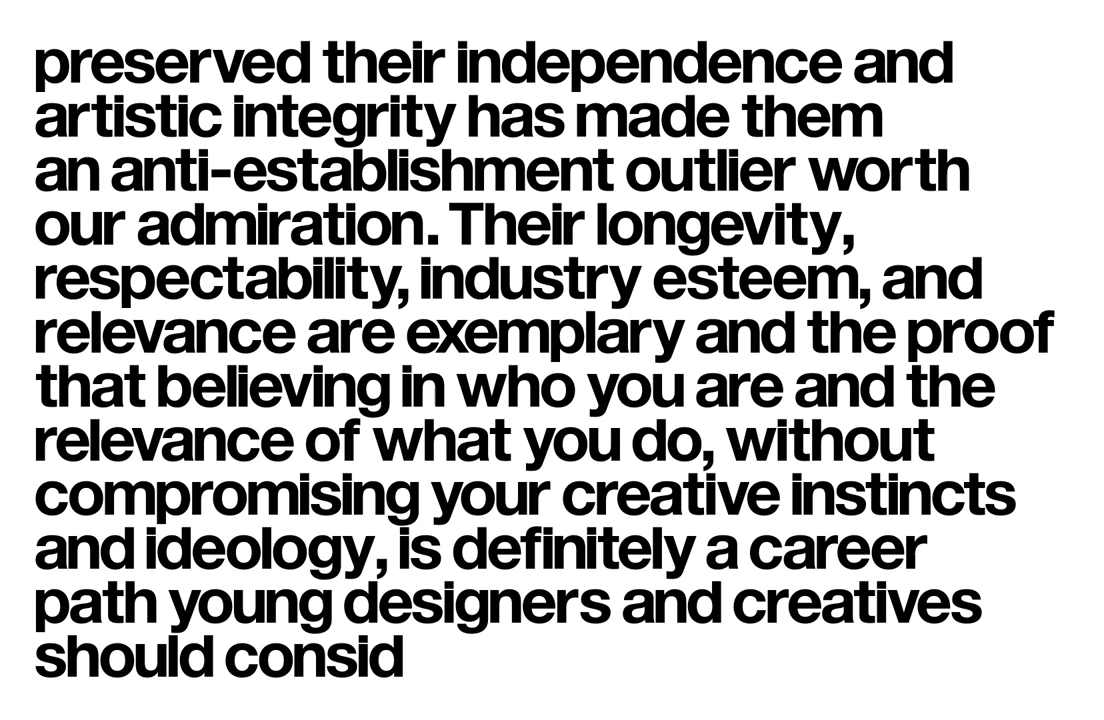 preserved their independence and
artistic integrity has made them
an anti-establishment outlier worth
our admiration. Their longevity,
respectability, industry esteem, and
relevance are exemplary and the proof
that believing in who you are and the
relevance of what you do, without
compromising your creative instincts
and ideology, is definitely a career
path young designers and creatives
should consid